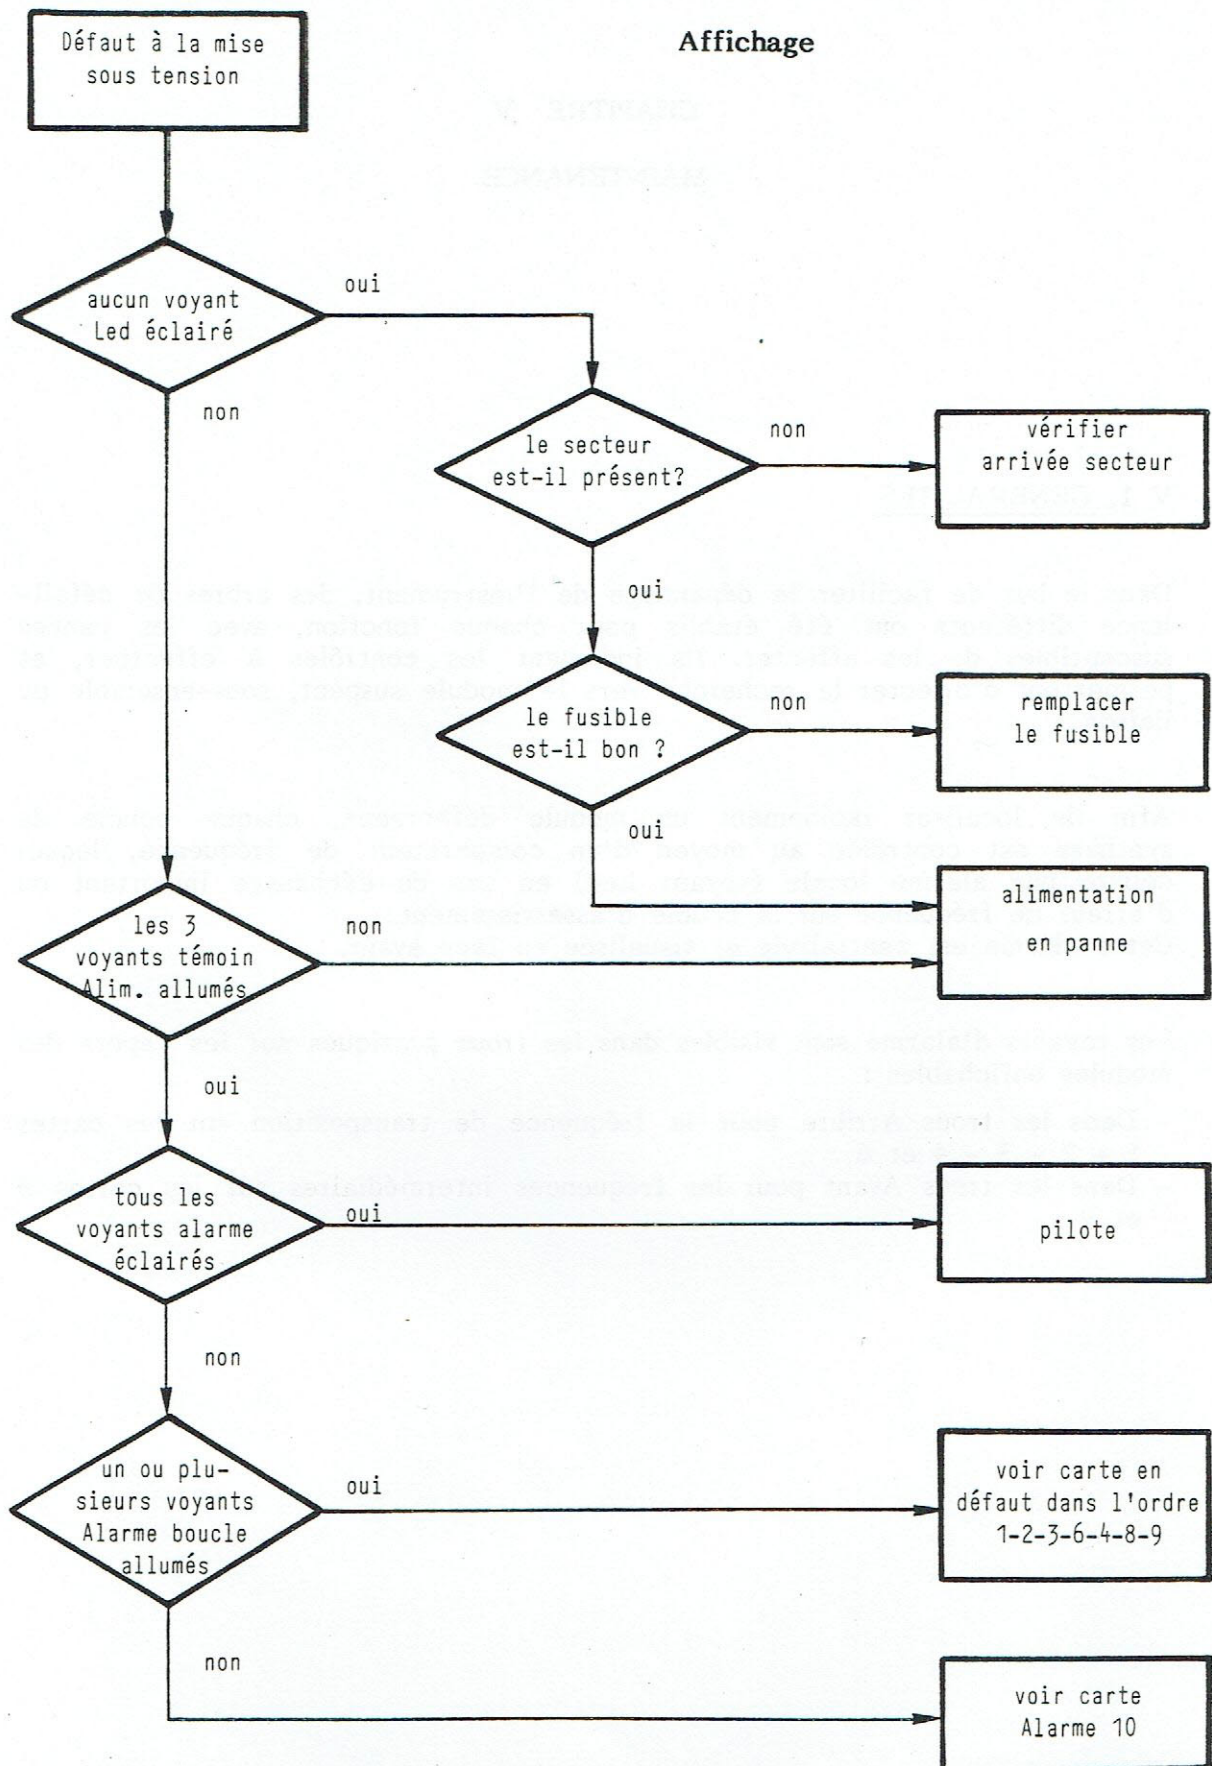 Affichage
Défaut à la mise
sous tension
aucun voyant
Led éclairé
oui
non
le secteur
est-il présent?
non
vérifier
arrivée secteur
oui
le fusible
est-il bon ?
non
remplacer
le fusible
oui
alimentation
en panne
les 3
voyants témoin
Alim. allumés
non
oui
tous les
voyants alarme
éclairés
oui
pilote
non
un ou plu-
sieurs voyants
Alarme boucle
allumés
oui
voir carte en
défaut dans l'ordre
1-2-3-6-4-8-9
non
voir carte
Alarme 10